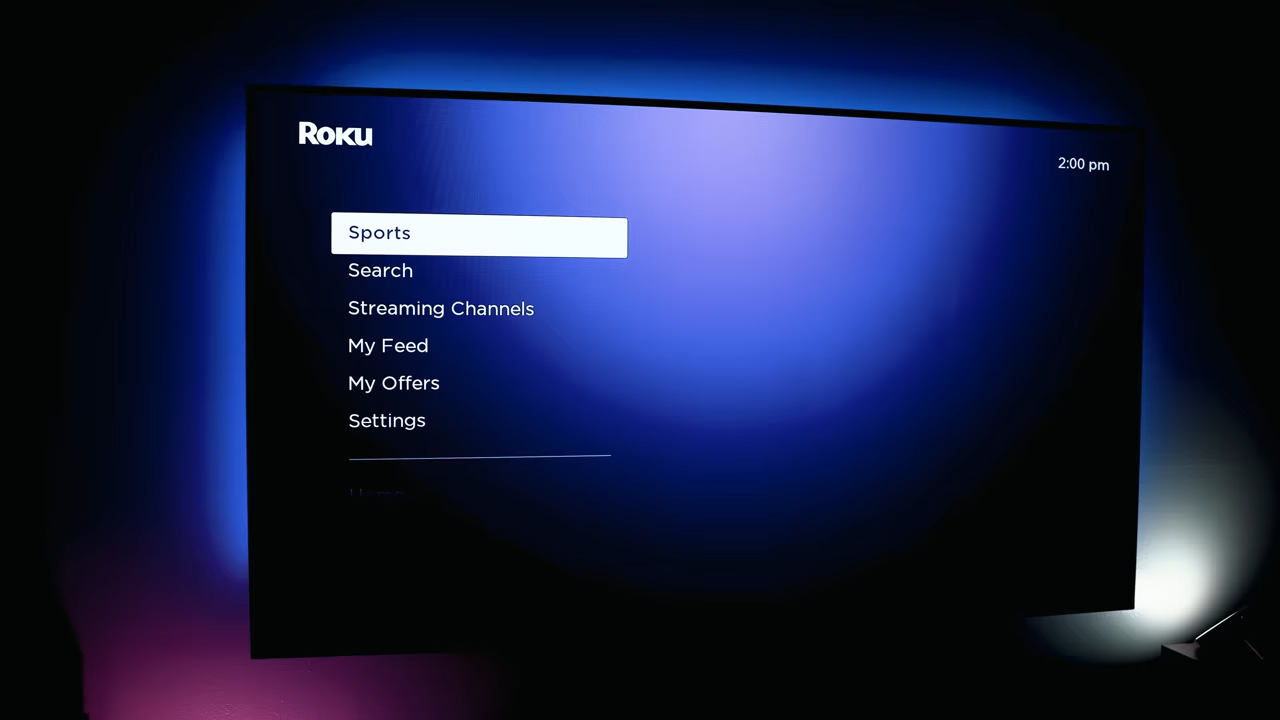 Roku
2:00 pm
Sports
Search
Streaming Channels
My Feed
My Offers
Settings